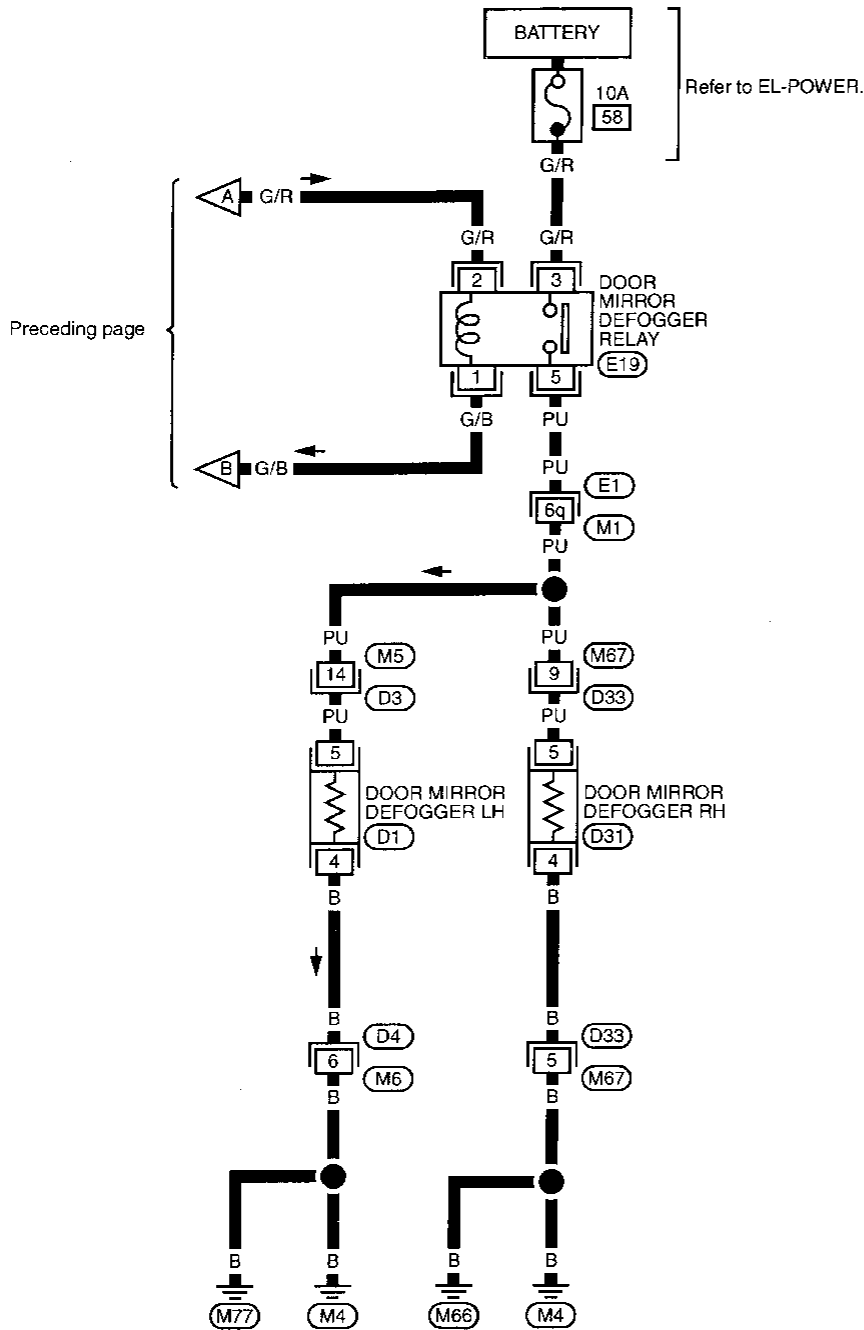 BATTERY
10A
58
Refer to EL-POWER.
G/R
A G/R
G/R G/R
2 3
DOOR
MIRROR
DEFOGGER
RELAY
E19
Preceding page
1 5
G/B PU
B G/B PU
E1
6q
M1
PU
PU PU
14 M5 9 M67
D3 D33
PU PU
5 5
DOOR MIRROR
DEFOGGER LH
D1
DOOR MIRROR
DEFOGGER RH
D31
4 4
B B
B B
D4 D33
6 5
M6 M67
B B
B B B B
M77 M4 M66 M4